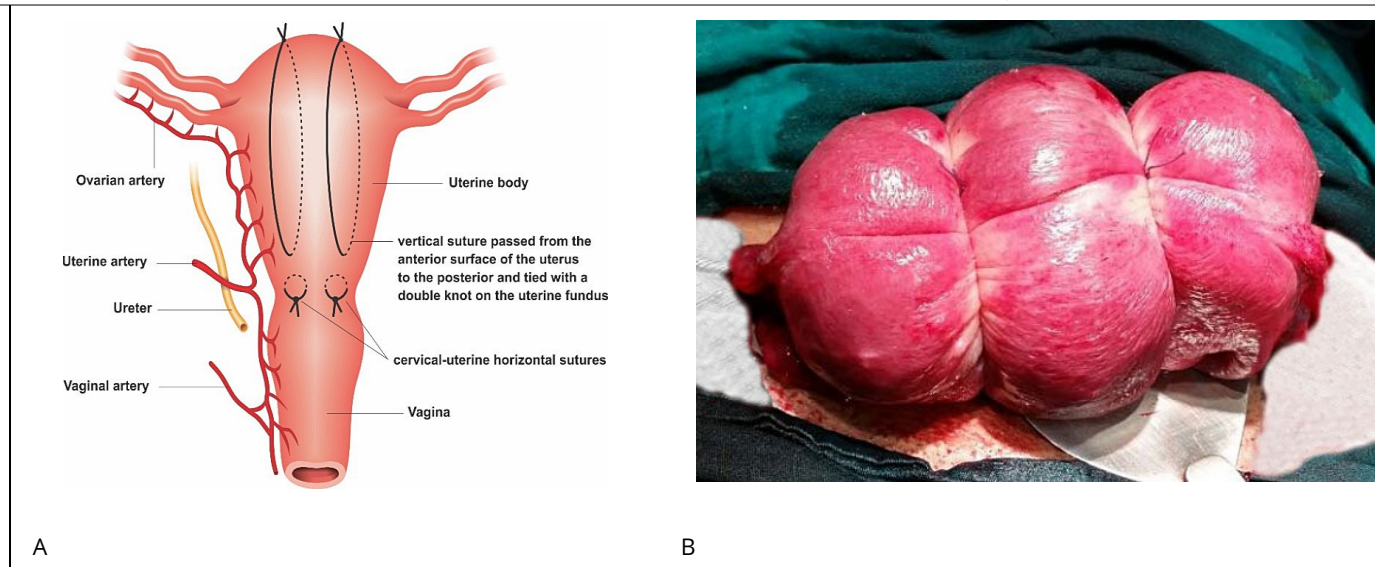 Ovarian artery
Uterine body
vertical suture passed from the
anterior surface of the uterus
to the posterior and tied with a
double knot on the uterine fundus
Uterine artery
Ureter
cervical-uterine horizontal sutures
Vaginal artery
Vagina
A
B